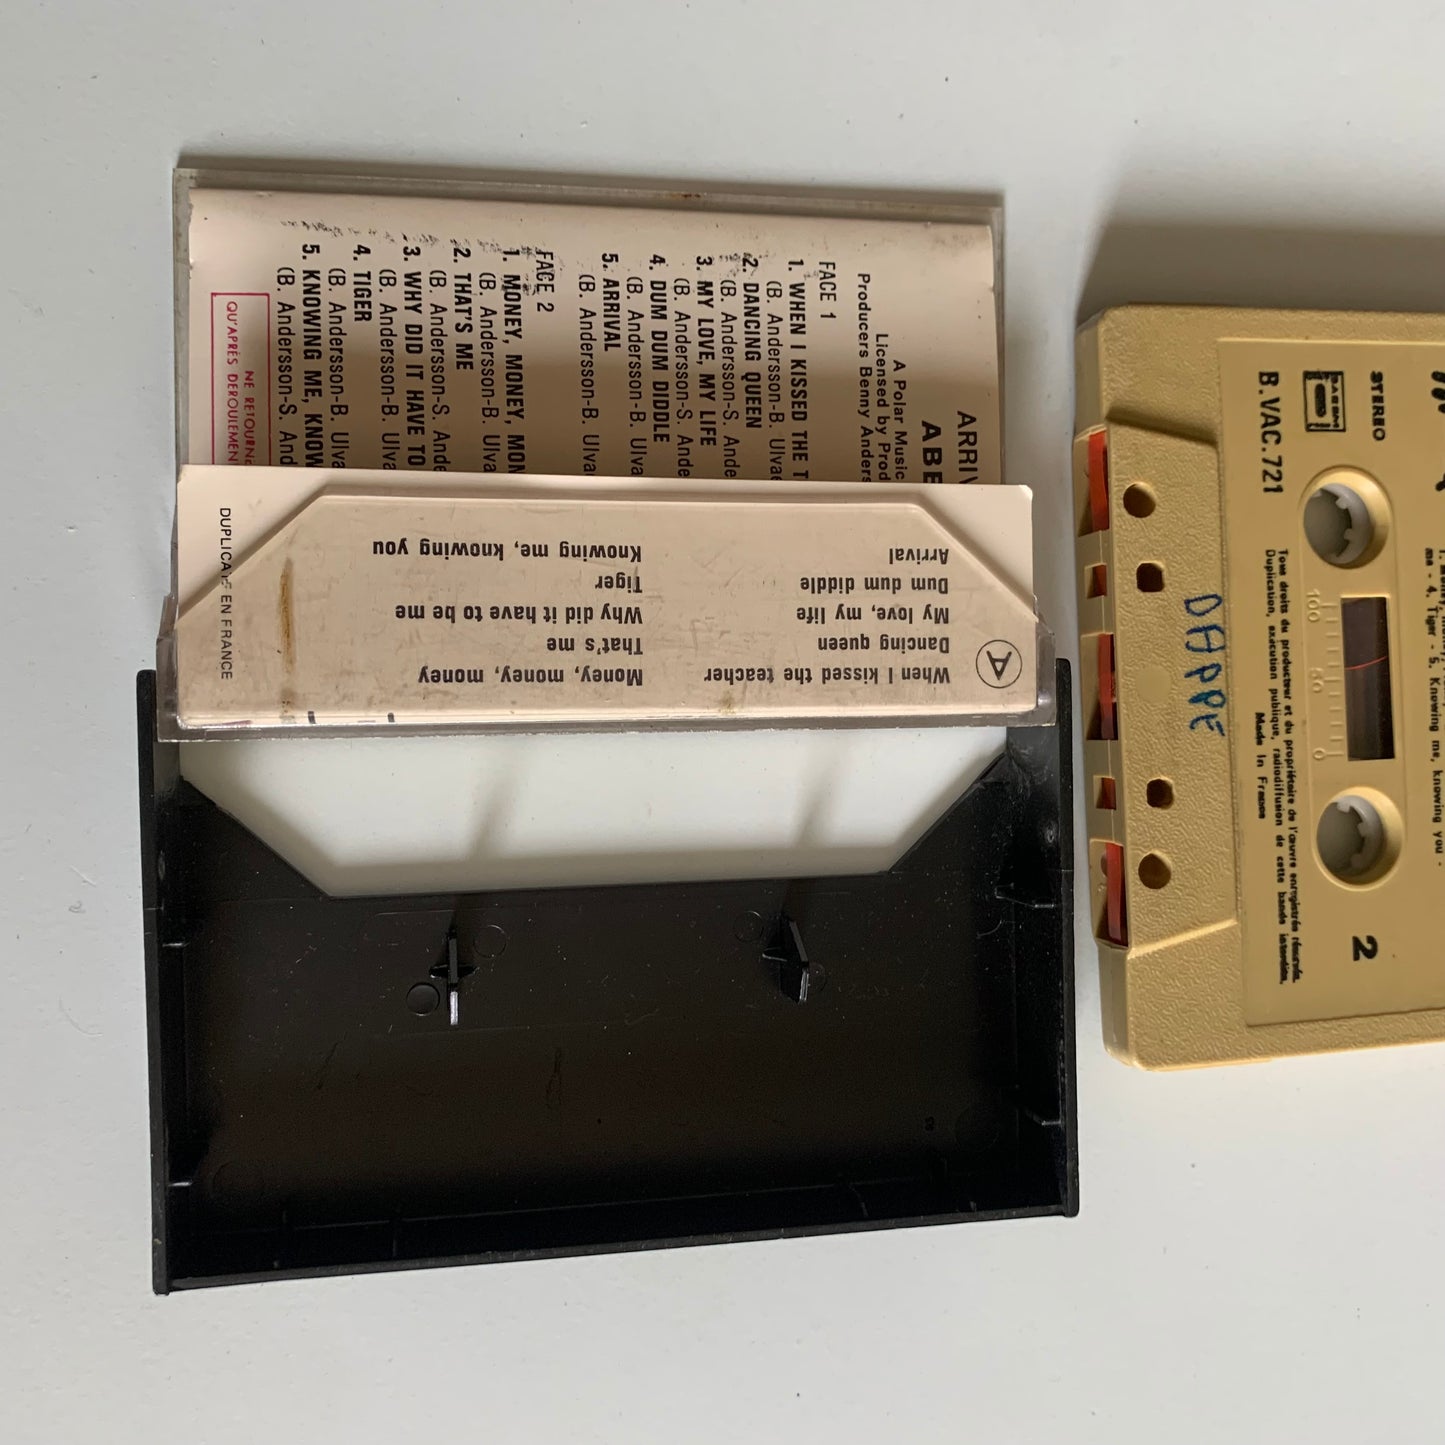 ARRIV
ABE
A Polar Music
Licensed by Prod
Producers Benny Anders
FACE 1
1. WHEN I KISSED THE T
(B. Andersson-B. Ulvae
2. DANCING QUEEN
(B. Andersson-S. Ande
3. MY LOVE, MY LIFE
(B. Andersson-S. Ande
4. DUM DUM DIDDLE
(B. Andersson-B. Ulva
5. ARRIVAL
(B. Andersson-B. Ulva
FACE 2
1. MONEY, MONEY, MON
(B. Andersson-B. Ulva
2. THAT'S ME
(B. Andersson-S. Ande
3. WHY DID IT HAVE TO
(B. Andersson-B. Ulva
4. TIGER
(B. Andersson-B. Ulva
5. KNOWING ME, KNOW
(B. Andersson-S. And
NE RETOURNE
QU'APRÈS DEROULEMEN
A
When I kissed the teacher
Dancing queen
My love, my life
Dum dum diddle
Arrival
Money, money, money
That's me
Why did it have to be me
Tiger
Knowing me, knowing you
DUPLICAT EN FRANCE
STEREO
SACEM
B.VAC.721
me - 4. Tiger - 5. Knowing me, knowing you -
100 50 0
2
Tous droits du producteur et du propriétaire de l'œuvre enregistrée réservés.
Duplication, exécution publique, radiodiffusion de cette bande interdites.
Made In France
DAPPE